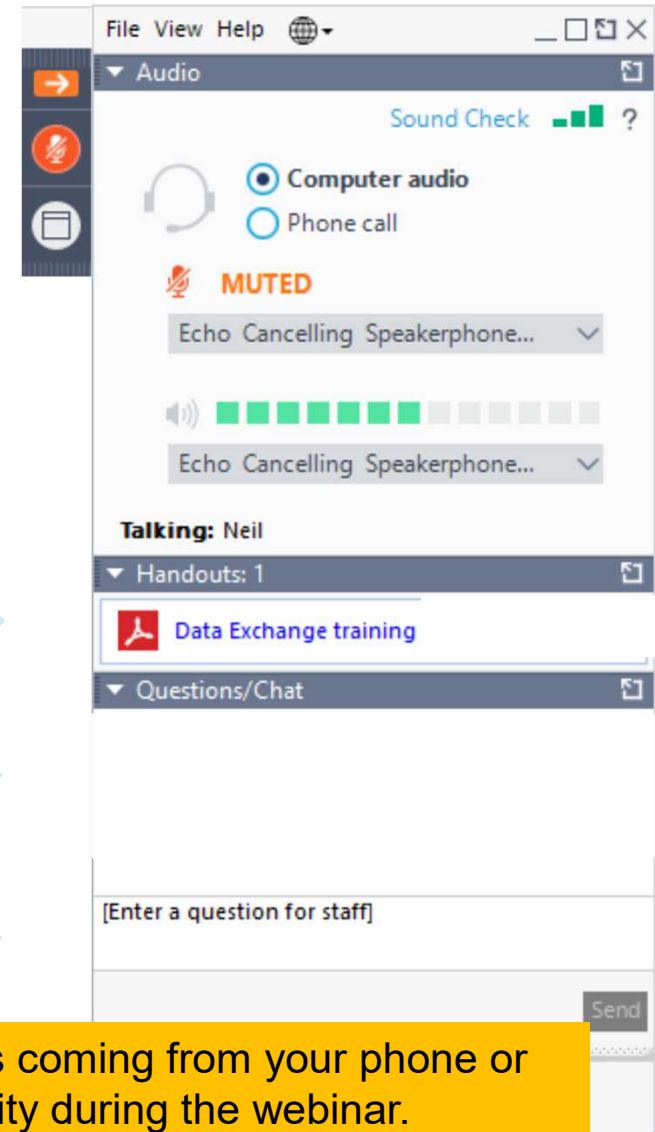 File View Help
Audio
Sound Check ?
Computer audio
Phone call
MUTED
Echo Cancelling Speakerphone...
Echo Cancelling Speakerphone...
Talking: Neil
Handouts: 1
Data Exchange training
Questions/Chat
[Enter a question for staff]
Send
coming from your phone or
during the webinar.